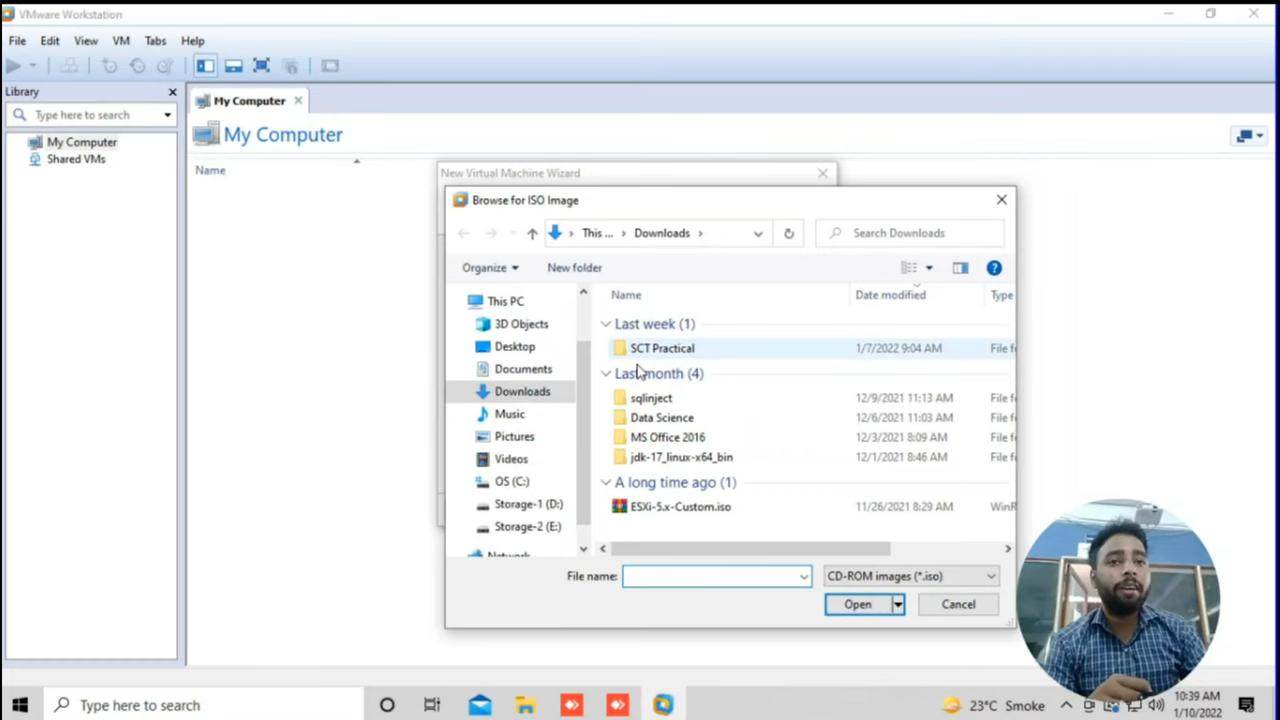 VMware Workstation
File Edit View VM Tabs Help
Library
My Computer
Type here to search
My Computer
My Computer
Shared VMs
Name
New Virtual Machine Wizard
Browse for ISO Image
This ... Downloads
Search Downloads
Organize New folder
Name Date modified Type
This PC
3D Objects
Desktop
Documents
Downloads
Music
Pictures
Videos
OS (C:)
Storage-1 (D:)
Storage-2 (E:)
Network
Last week (1)
SCT Practical 1/7/2022 9:04 AM File f
Last month (4)
sqlinject 12/9/2021 11:13 AM File f
Data Science 12/6/2021 11:03 AM File f
MS Office 2016 12/3/2021 8:09 AM File f
jdk-17_linux-x64_bin 12/1/2021 8:46 AM File f
A long time ago (1)
ESXi-5.x-Custom.iso 11/26/2021 8:29 AM WinR
File name: CD-ROM images (*.iso)
Open Cancel
Type here to search
23°C Smoke
10:39 AM
1/10/2022